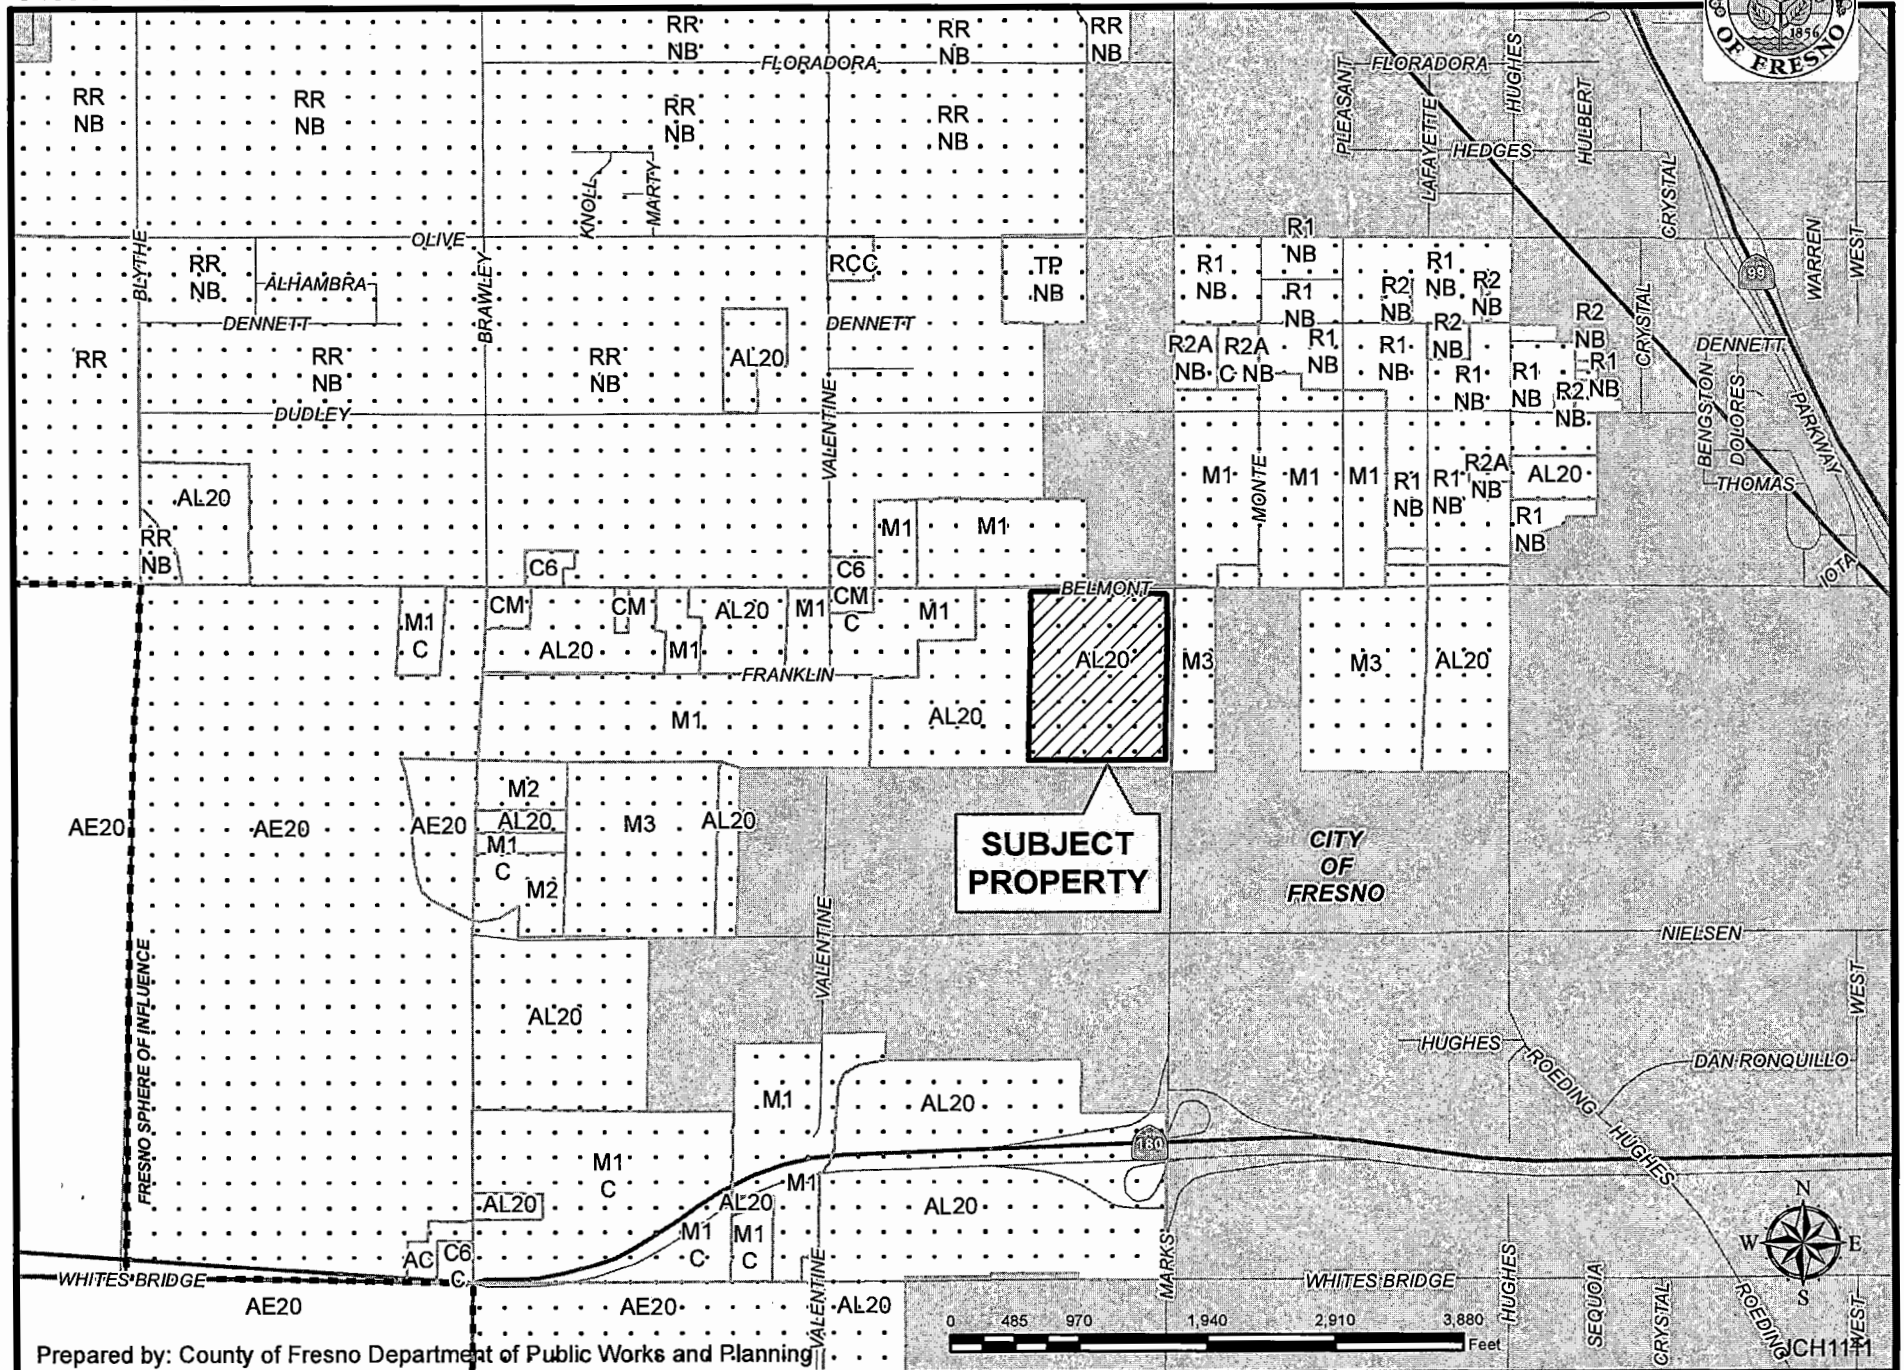 RR
NB
RR
NB
RR
NB
1856
OF FRESNO
FLORADORA
FLORADORA
PLEASANT
HUGHES
LAFAYETTE
HULBERT
HEDGES
RR
NB
RR
NB
RR
NB
RR
NB
KNOLL
MARTY
CRYSTAL
WARREN
WEST
99
BLYTHE
OLIVE
BRAWLEY
RR
NB
ALHAMBRA
DENNETT
RCC
TP
NB
R1
NB
R1
NB
R1
NB
R2
NB
R1
NB
R2
NB
R2
NB
CRYSTAL
DENNETT
RR
RR
NB
RR
NB
AL20
DENNETT
VALENTINE
R2A
NB
R2A
C NB
R1
NB
R1
NB
R2
NB
R1
NB
R1
NB
R2
NB
R1
NB
DUDLEY
BENGSTON
DOLORES
PARKWAY
THOMAS
AL20
RR
NB
M1
M1
M1
MONTE
M1
M1
R1
NB
R1
NB
R2A
NB
AL20
R1
NB
IOTA
C6
C6
BELMONT
M1
C
CM
AL20
CM
M1
AL20
M1
CM
C
M1
AL20
M3
M3
AL20
FRANKLIN
M1
AL20
AE20
AE20
AE20
M2
AL20
M1
C
M2
M3
AL20
SUBJECT
PROPERTY
CITY
OF
FRESNO
VALENTINE
NIELSEN
FRESNO SPHERE OF INFLUENCE
AL20
WEST
HUGHES
ROEDING
DAN RONQUILLO
HUGHES
M1
AL20
180
M1
C
M1
AL20
AL20
AL20
M1
C
M1
C
AC
C6
C
VALENTINE
MARKS
WHITES BRIDGE
WHITES BRIDGE
HUGHES
SEQUOIA
CRYSTAL
ROEDING
WEST
N
W
E
S
AE20
AE20
AL20
0 485 970 1,940 2,910 3,880
Feet
Prepared by: County of Fresno Department of Public Works and Planning